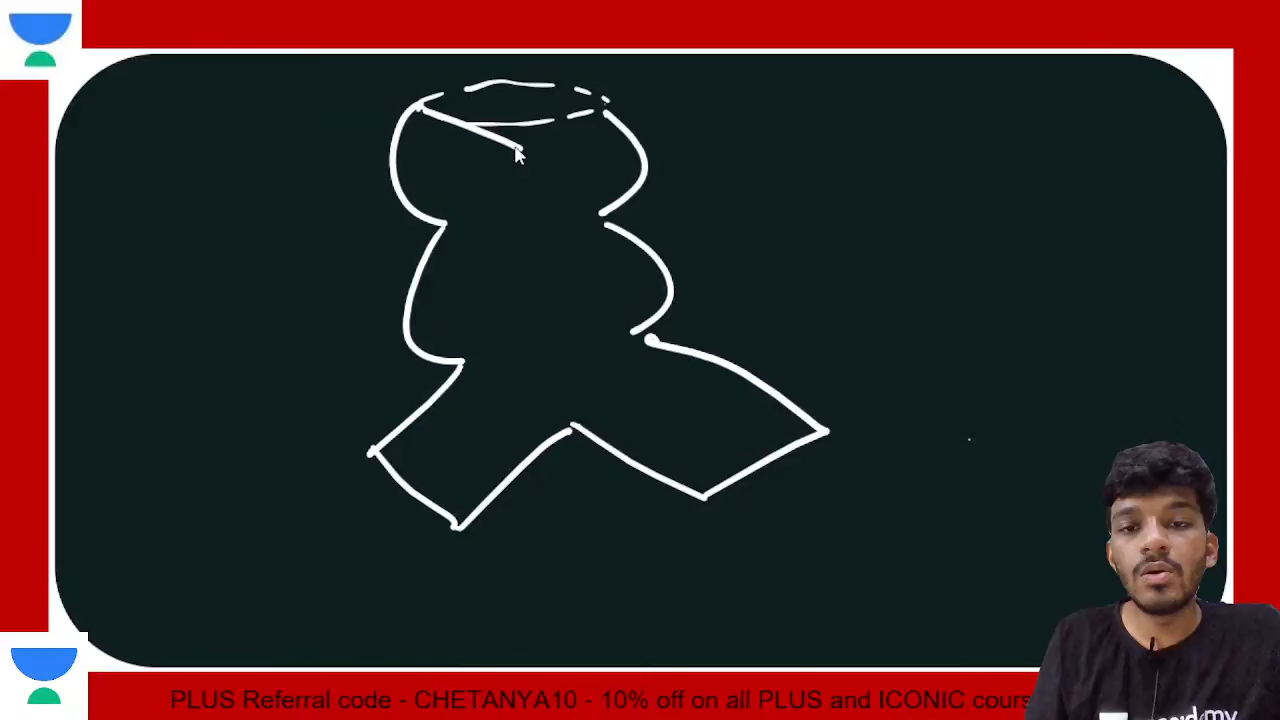 PLUS Referral code - CHETANYA10 - 10% off on all PLUS and ICONIC cours